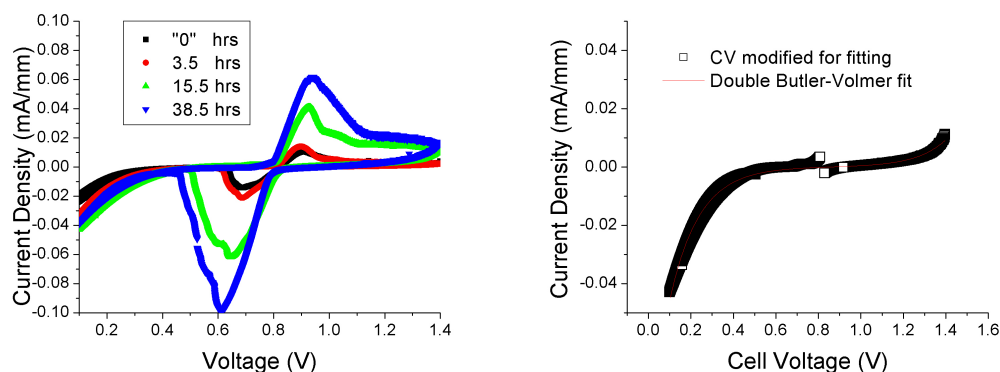 "0" hrs
3.5 hrs
15.5 hrs
38.5 hrs
0.10
0.08
0.06
0.04
0.02
0.00
-0.02
-0.04
-0.06
-0.08
-0.10
Current Density (mA/mm)
0.2 0.4 0.6 0.8 1.0 1.2 1.4
Voltage (V)
CV modified for fitting
Double Butler-Volmer fit
0.04
0.02
0.00
-0.02
-0.04
Current Density (mA/mm)
0.0 0.2 0.4 0.6 0.8 1.0 1.2 1.4 1.6
Cell Voltage (V)